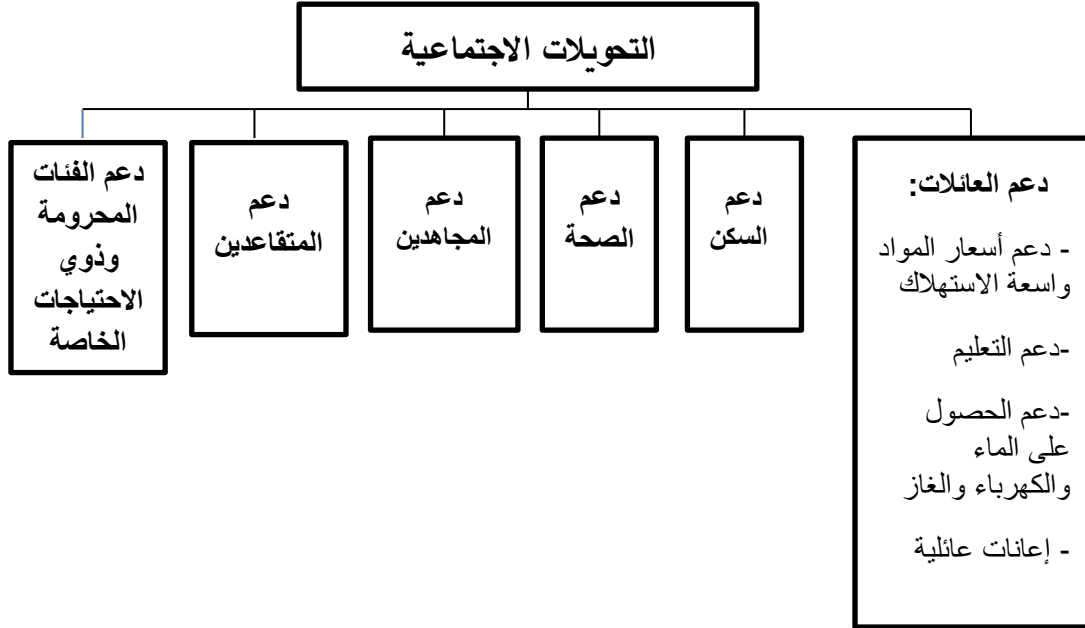 التحويلات الاجتماعية
دعم العائلات:
- دعم أسعار المواد
واسعة الاستهلاك
-دعم التعليم
-دعم الحصول
على الماء
والكهرباء والغاز
- إعانات عائلية
دعم
السكن
دعم
الصحة
دعم
المجاهدين
دعم
المتقاعدين
دعم الفئات
المحرومة
وذوي
الاحتياجات
الخاصة